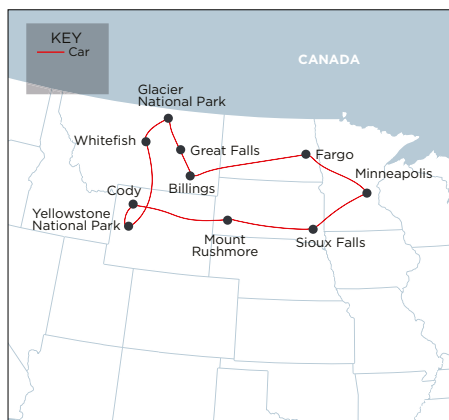 KEY
Car
CANADA
Glacier
National Park
Whitefish
Great Falls
Fargo
Billings
Minneapolis
Cody
Yellowstone
National Park
Mount
Rushmore
Sioux Falls